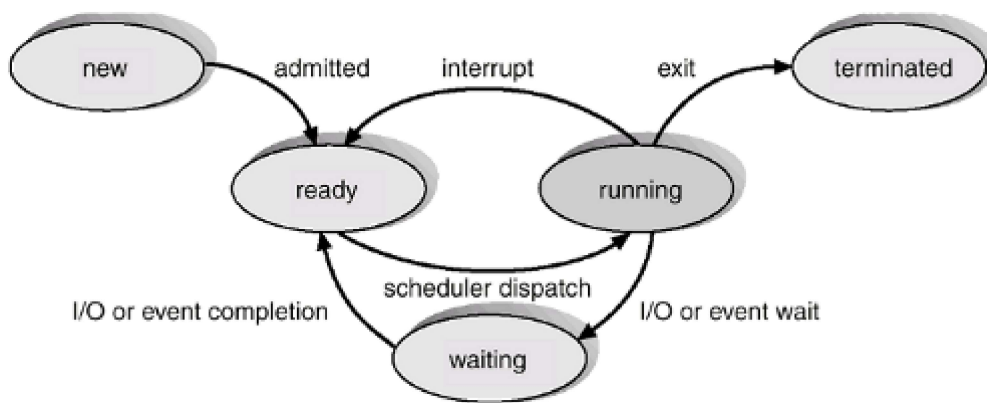 new
admitted
interrupt
exit
terminated
ready
running
scheduler dispatch
I/O or event completion
I/O or event wait
waiting